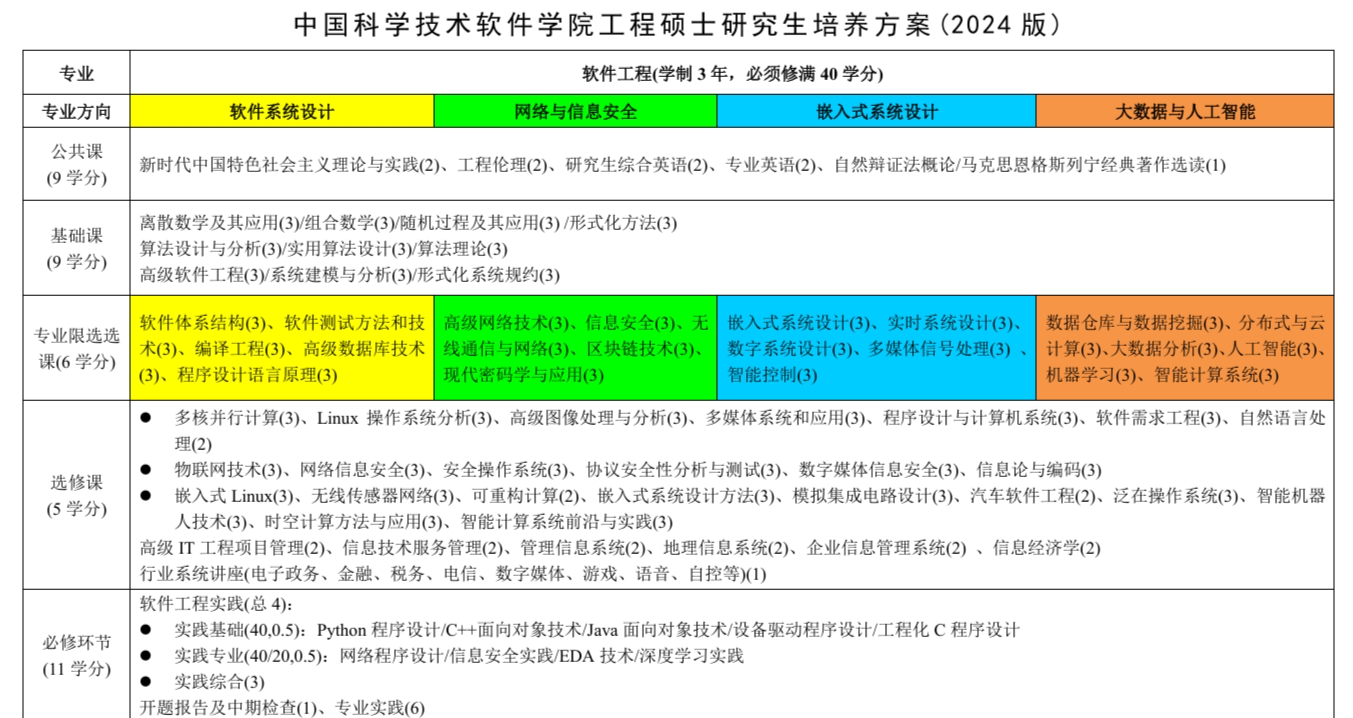 中国科学技术软件学院工程硕士研究生培养方案(2024 版)
专业
软件工程(学制 3 年，必须修满 40 学分)
专业方向
软件系统设计
网络与信息安全
嵌入式系统设计
大数据与人工智能
公共课
(9 学分)
新时代中国特色社会主义理论与实践(2)、工程伦理(2)、研究生综合英语(2)、专业英语(2)、自然辩证法概论/马克思恩格斯列宁经典著作选读(1)
基础课
(9 学分)
离散数学及其应用(3)/组合数学(3)/随机过程及其应用(3) /形式化方法(3)
算法设计与分析(3)/实用算法设计(3)/算法理论(3)
高级软件工程(3)/系统建模与分析(3)/形式化系统规约(3)
专业限选选
课(6 学分)
软件体系结构(3)、软件测试方法和技
术(3)、编译工程(3)、高级数据库技术
(3)、程序设计语言原理(3)
高级网络技术(3)、信息安全(3)、无
线通信与网络(3)、区块链技术(3)、
现代密码学与应用(3)
嵌入式系统设计(3)、实时系统设计(3)、
数字系统设计(3)、多媒体信号处理(3) 、
智能控制(3)
数据仓库与数据挖掘(3)、分布式与云
计算(3)、大数据分析(3)、人工智能(3)、
机器学习(3)、智能计算系统(3)
选修课
(5 学分)
● 多核并行计算(3)、Linux 操作系统分析(3)、高级图像处理与分析(3)、多媒体系统和应用(3)、程序设计与计算机系统(3)、软件需求工程(3)、自然语言处
理(2)
● 物联网技术(3)、网络信息安全(3)、安全操作系统(3)、协议安全性分析与测试(3)、数字媒体信息安全(3)、信息论与编码(3)
● 嵌入式 Linux(3)、无线传感器网络(3)、可重构计算(2)、嵌入式系统设计方法(3)、模拟集成电路设计(3)、汽车软件工程(2)、泛在操作系统(3)、智能机器
人技术(3)、时空计算方法与应用(3)、智能计算系统前沿与实践(3)
高级 IT 工程项目管理(2)、信息技术服务管理(2)、管理信息系统(2)、地理信息系统(2)、企业信息管理系统(2) 、信息经济学(2)
行业系统讲座(电子政务、金融、税务、电信、数字媒体、游戏、语音、自控等)(1)
必修环节
(11 学分)
软件工程实践(总 4)：
● 实践基础(40,0.5)：Python 程序设计/C++面向对象技术/Java 面向对象技术/设备驱动程序设计/工程化 C 程序设计
● 实践专业(40/20,0.5)：网络程序设计/信息安全实践/EDA 技术/深度学习实践
● 实践综合(3)
开题报告及中期检查(1)、专业实践(6)